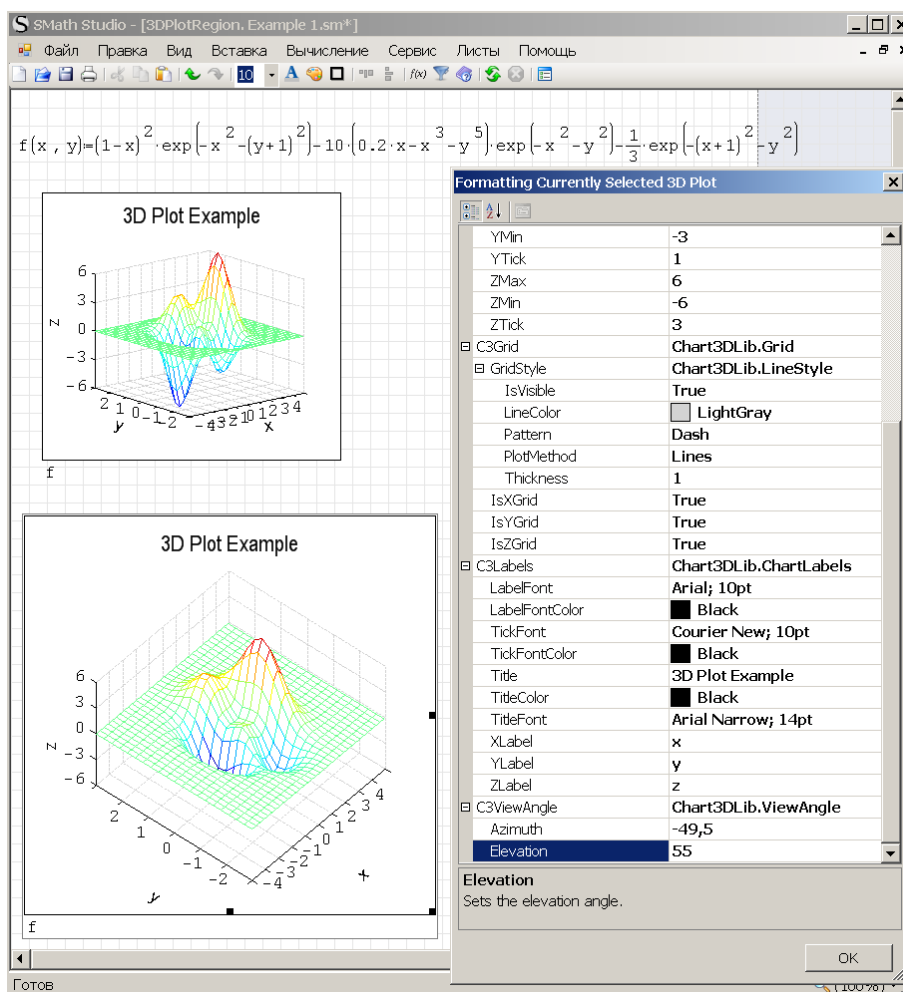 SMath Studio - [3DPlotRegion. Example 1.sm*]
Файл Правка Вид Вставка Вычисление Сервис Листы Помощь
10 A f(x)
f(x , y)≔(1-x)^2·exp(-x^2-(y+1)^2)-10·(0.2·x-x^3-y^5)·exp(-x^2-y^2)-1/3·exp(-(x+1)^2-y^2)
3D Plot Example
6
3
0
-3
-6
z
2 1 0 -1 -2
y
-4 3 2 1 0 1 2 3 4
x
f
3D Plot Example
6
3
0
-3
-6
z
2
1
0
-1
-2
y
-4
-3
-2
-1
0
1
2
3
4
x
f
Formatting Currently Selected 3D Plot
YMin -3
YTick 1
ZMax 6
ZMin -6
ZTick 3
C3Grid Chart3DLib.Grid
GridStyle Chart3DLib.LineStyle
IsVisible True
LineColor LightGray
Pattern Dash
PlotMethod Lines
Thickness 1
IsXGrid True
IsYGrid True
IsZGrid True
C3Labels Chart3DLib.ChartLabels
LabelFont Arial; 10pt
LabelFontColor Black
TickFont Courier New; 10pt
TickFontColor Black
Title 3D Plot Example
TitleColor Black
TitleFont Arial Narrow; 14pt
XLabel x
YLabel y
ZLabel z
C3ViewAngle Chart3DLib.ViewAngle
Azimuth -49,5
Elevation 55
Elevation
Sets the elevation angle.
OK
Готов
(100%)